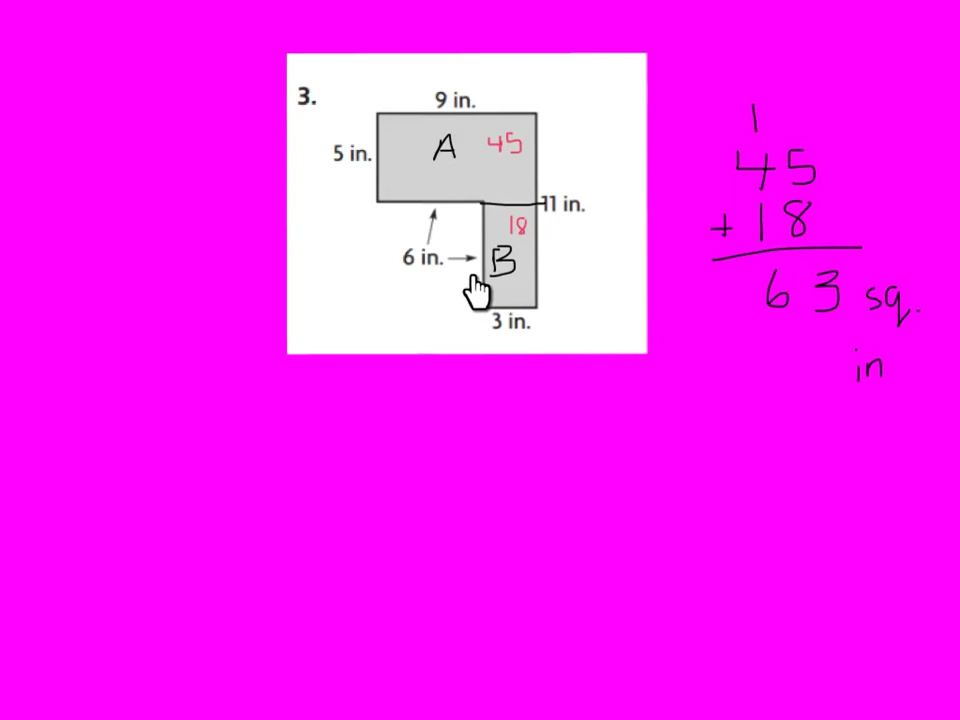 3.
9 in.
5 in.
A 45
11 in.
18
6 in.
B
3 in.
1
45
+18
63 sq.
in